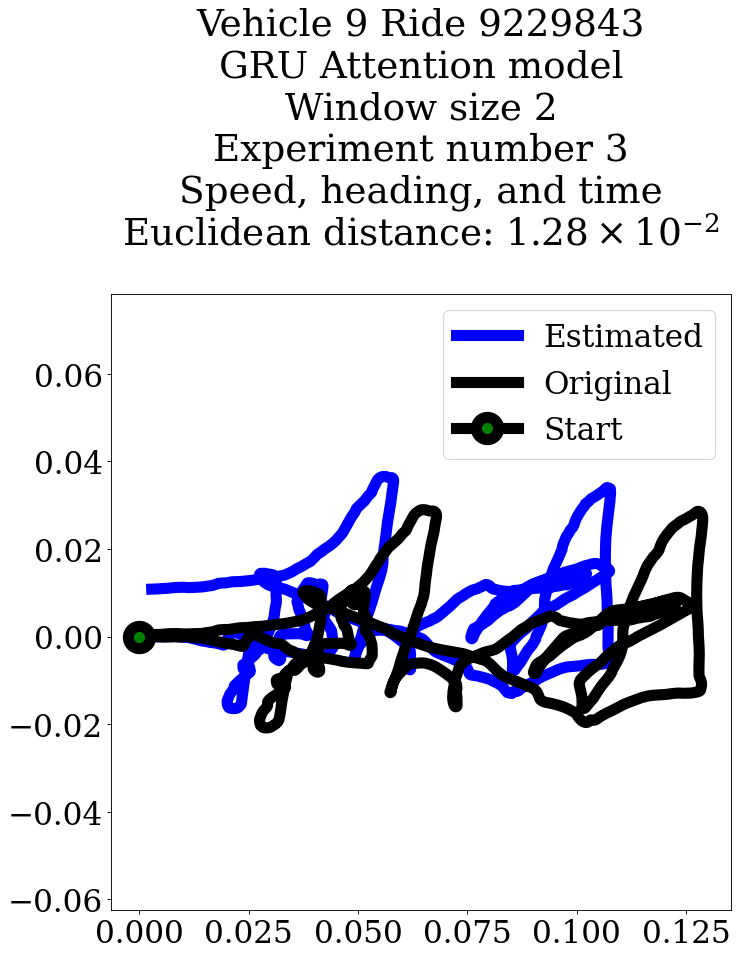 Vehicle 9 Ride 9229843
GRU Attention model
Window size 2
Experiment number 3
Speed, heading, and time
Euclidean distance: 1.28 × 10⁻²
Estimated
Original
Start
0.06
0.04
0.02
0.00
−0.02
−0.04
−0.06
0.000 0.025 0.050 0.075 0.100 0.125